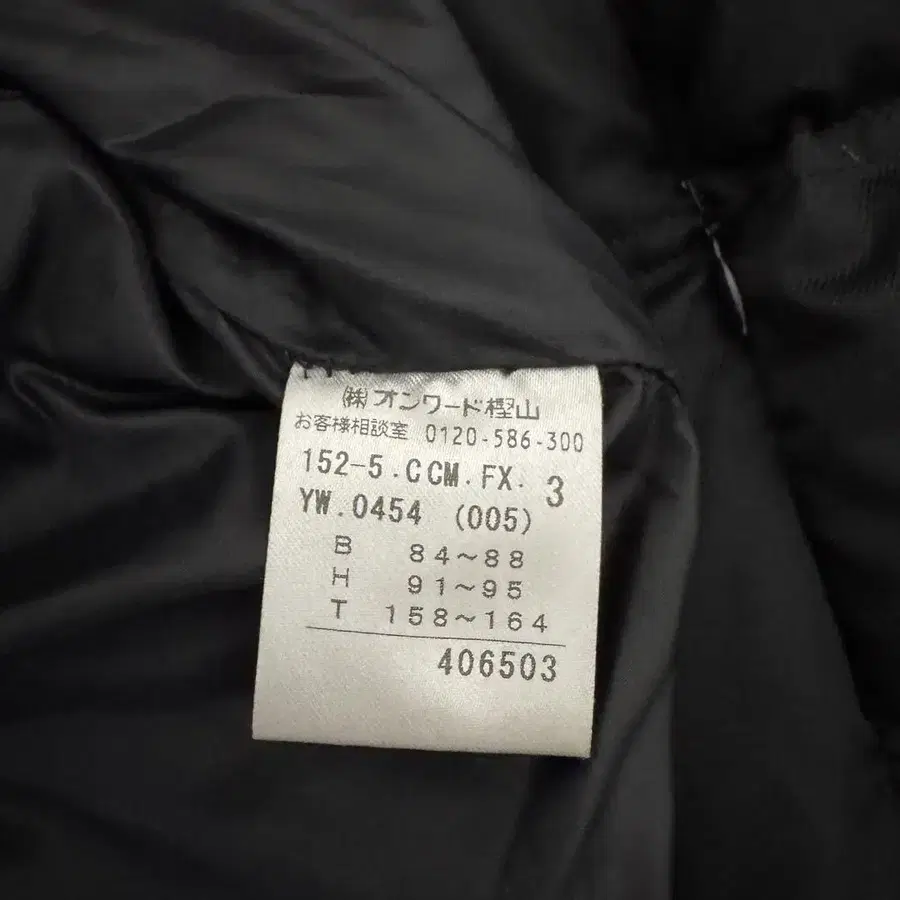 ㈱オンワード樫山
お客様相談室 0120-586-300
152-5.CCM.FX. 3
YW.0454 (005)
B 84～88
H 91～95
T 158～164
406503